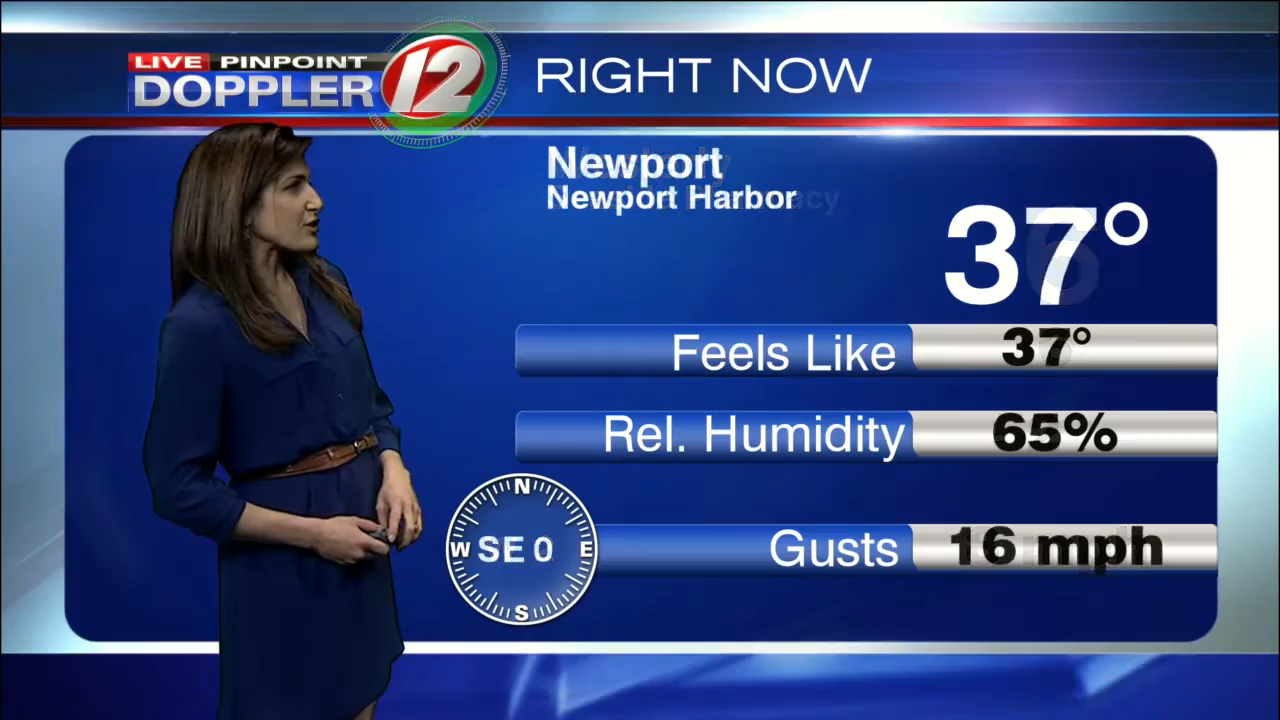 LIVE PINPOINT
DOPPLER 12
RIGHT NOW
Newport
Newport Harbor
37°
Feels Like 37°
Rel. Humidity 65%
N
W SE 0 E
S
Gusts 16 mph